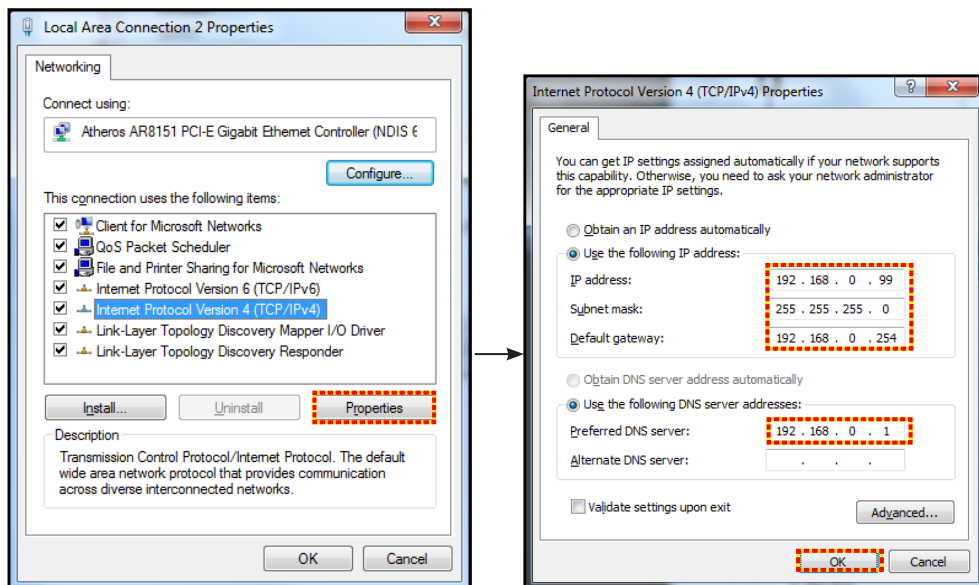 Local Area Connection 2 Properties
Networking
Connect using:
Atheros AR8151 PCI-E Gigabit Ethernet Controller (NDIS 6
Configure...
This connection uses the following items:
Client for Microsoft Networks
QoS Packet Scheduler
File and Printer Sharing for Microsoft Networks
Internet Protocol Version 6 (TCP/IPv6)
Internet Protocol Version 4 (TCP/IPv4)
Link-Layer Topology Discovery Mapper I/O Driver
Link-Layer Topology Discovery Responder
Install...
Uninstall
Properties
Description
Transmission Control Protocol/Internet Protocol. The default
wide area network protocol that provides communication
across diverse interconnected networks.
OK
Cancel
Internet Protocol Version 4 (TCP/IPv4) Properties
?
General
You can get IP settings assigned automatically if your network supports
this capability. Otherwise, you need to ask your network administrator
for the appropriate IP settings.
Obtain an IP address automatically
Use the following IP address:
IP address: 192 . 168 . 0 . 99
Subnet mask: 255 . 255 . 255 . 0
Default gateway: 192 . 168 . 0 . 254
Obtain DNS server address automatically
Use the following DNS server addresses:
Preferred DNS server: 192 . 168 . 0 . 1
Alternate DNS server: . . .
Validate settings upon exit
Advanced...
OK
Cancel